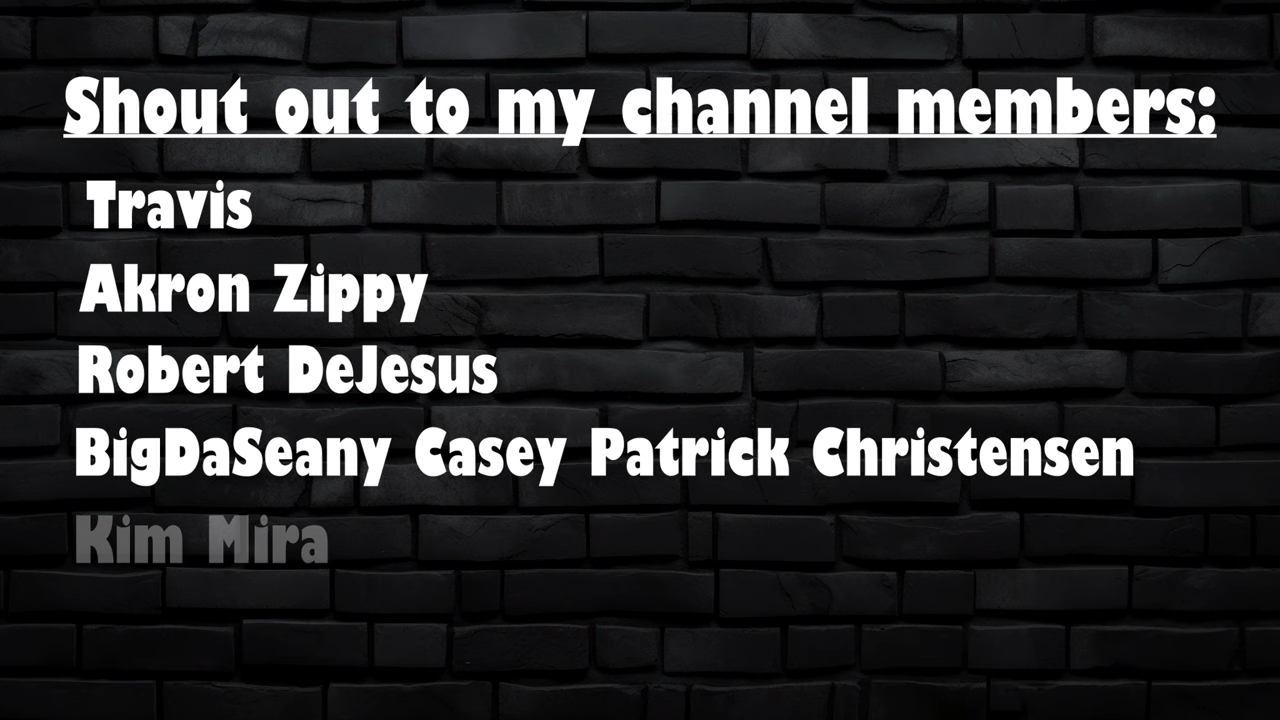 Shout out to my channel members:
Travis
Akron Zippy
Robert DeJesus
BigDaSeany Casey Patrick Christensen
Kim Mira